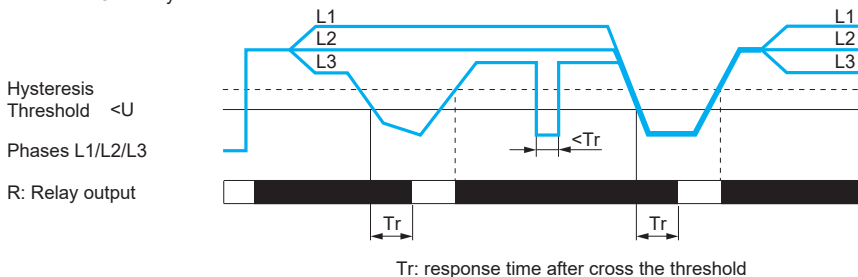 L1
L2
L3
L1
L2
L3
Hysteresis
Threshold <U
<Tr
Phases L1/L2/L3
R: Relay output
Tr
Tr
Tr: response time after cross the threshold